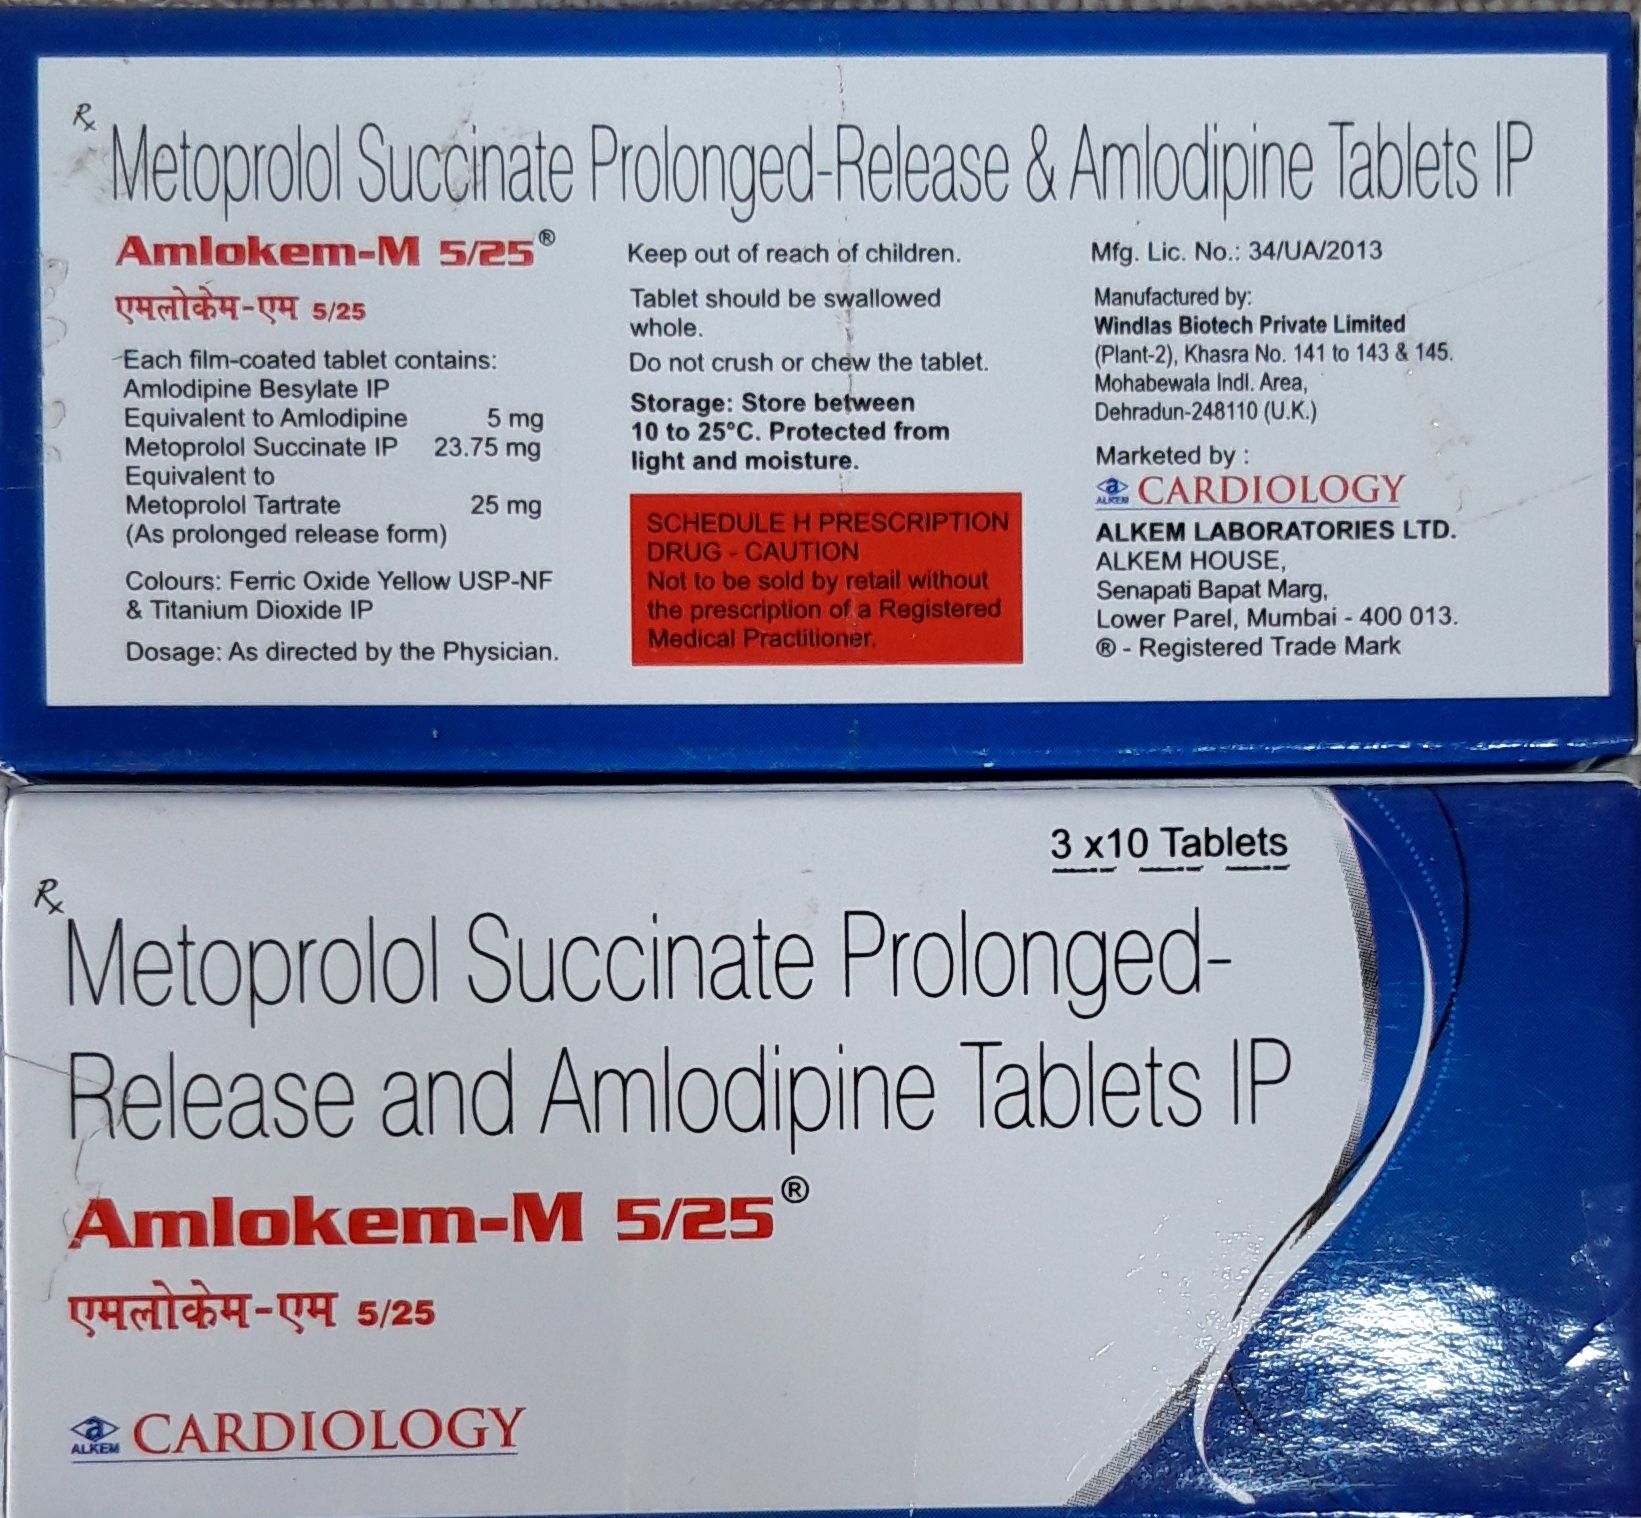 Rx
Metoprolol Succinate Prolonged-Release & Amlodipine Tablets IP
Amlokem-M 5/25®
एमलोकेम-एम 5/25
Each film-coated tablet contains:
Amlodipine Besylate IP
Equivalent to Amlodipine 5 mg
Metoprolol Succinate IP 23.75 mg
Equivalent to
Metoprolol Tartrate 25 mg
(As prolonged release form)
Colours: Ferric Oxide Yellow USP-NF
& Titanium Dioxide IP
Dosage: As directed by the Physician.
Keep out of reach of children.
Tablet should be swallowed
whole.
Do not crush or chew the tablet.
Storage: Store between
10 to 25°C. Protected from
light and moisture.
SCHEDULE H PRESCRIPTION
DRUG - CAUTION
Not to be sold by retail without
the prescription of a Registered
Medical Practitioner.
Mfg. Lic. No.: 34/UA/2013
Manufactured by:
Windlas Biotech Private Limited
(Plant-2), Khasra No. 141 to 143 & 145.
Mohabewala Indl. Area,
Dehradun-248110 (U.K.)
Marketed by :
a ALKEM CARDIOLOGY
ALKEM LABORATORIES LTD.
ALKEM HOUSE,
Senapati Bapat Marg,
Lower Parel, Mumbai - 400 013.
® - Registered Trade Mark
3 x10 Tablets
Rx
Metoprolol Succinate Prolonged-
Release and Amlodipine Tablets IP
Amlokem-M 5/25®
एमलोकेम-एम 5/25
a ALKEM CARDIOLOGY